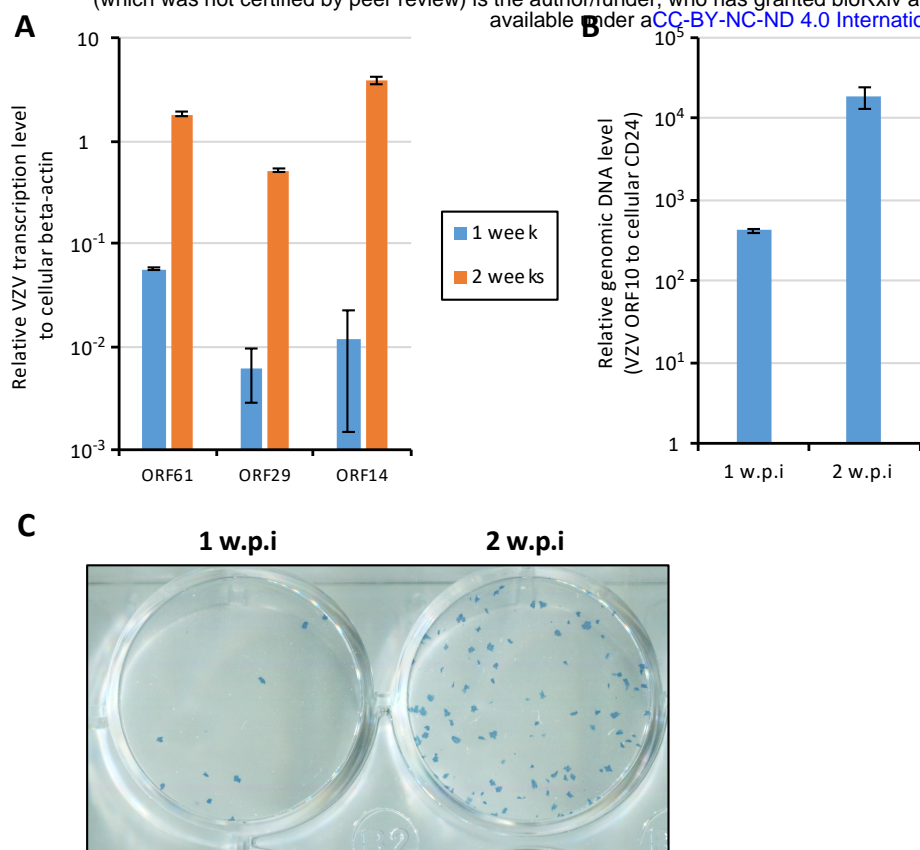 (which was not certified by peer review) is the author/funder, who has granted bioRxiv a
available under aCC-BY-NC-ND 4.0 Internatio
A
10
1
10-1
10-2
10-3
Relative VZV transcription level
to cellular beta-actin
ORF61 ORF29 ORF14
1 week
2 weeks
B
105
104
103
102
101
1
Relative genomic DNA level
(VZV ORF10 to cellular CD24)
1 w.p.i 2 w.p.i
C
1 w.p.i 2 w.p.i